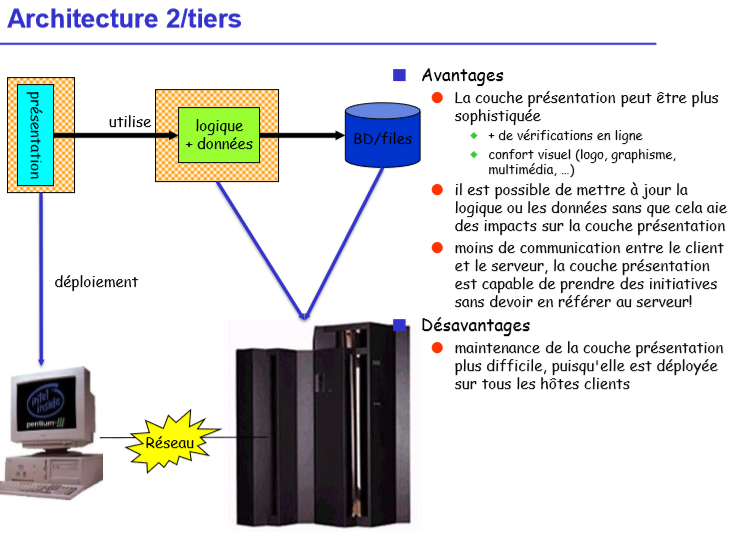 Architecture 2/tiers
présentation
utilise
logique
+ données
BD/files
déploiement
intel
inside
pentium III
Réseau
Avantages
La couche présentation peut être plus
sophistiquée
+ de vérifications en ligne
confort visuel (logo, graphisme,
multimédia, …)
il est possible de mettre à jour la
logique ou les données sans que cela aie
des impacts sur la couche présentation
moins de communication entre le client
et le serveur, la couche présentation
est capable de prendre des initiatives
sans devoir en référer au serveur!
Désavantages
maintenance de la couche présentation
plus difficile, puisqu'elle est déployée
sur tous les hôtes clients